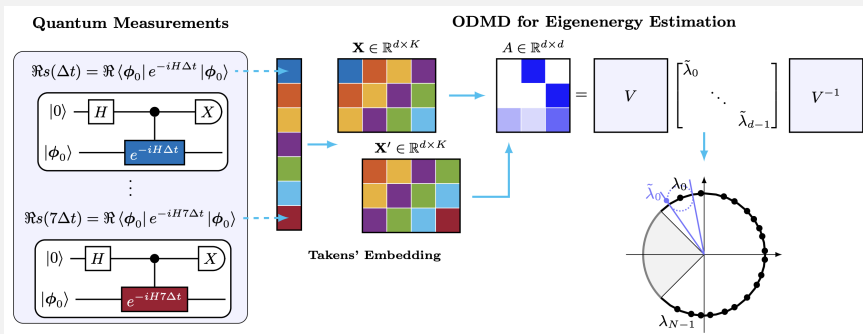 Quantum Measurements
ℜs(Δt) = ℜ ⟨ϕ₀| e^{-iHΔt} |ϕ₀⟩
|0⟩ H X
|ϕ₀⟩ e^{-iHΔt}
⋮
ℜs(7Δt) = ℜ ⟨ϕ₀| e^{-iH7Δt} |ϕ₀⟩
|0⟩ H X
|ϕ₀⟩ e^{-iH7Δt}
ODMD for Eigenenergy Estimation
X ∈ ℝ^{d×K}
X′ ∈ ℝ^{d×K}
Takens’ Embedding
A ∈ ℝ^{d×d}
= V [ λ̃₀ ⋱ λ̃_{d−1} ] V⁻¹
λ̃₀ λ₀
λ_{N−1}